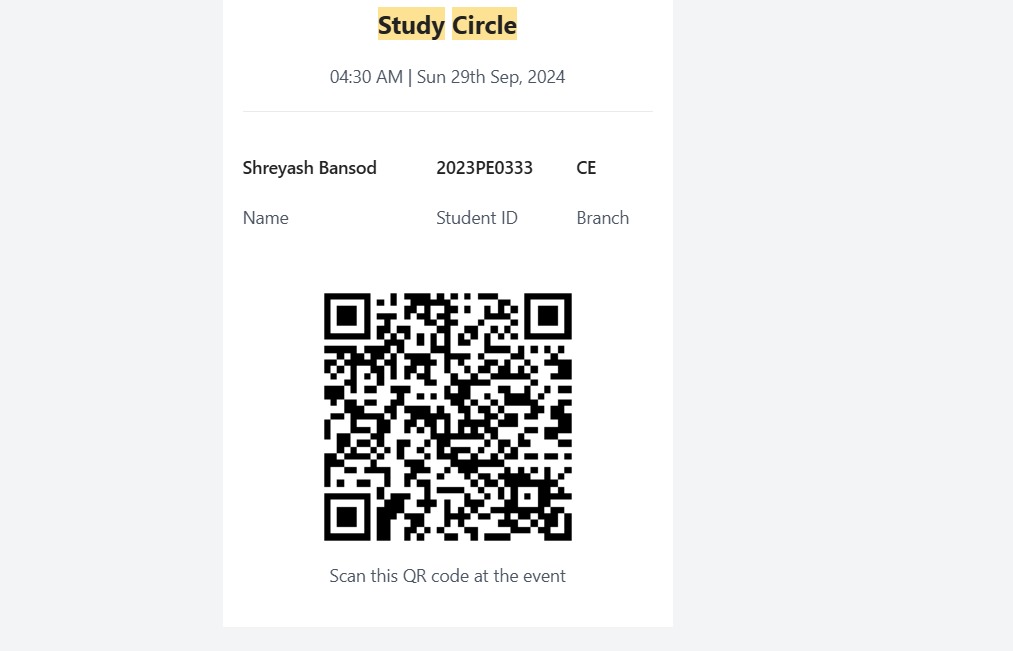 Study Circle
04:30 AM | Sun 29th Sep, 2024
Shreyash Bansod 2023PE0333 CE
Name Student ID Branch
Scan this QR code at the event